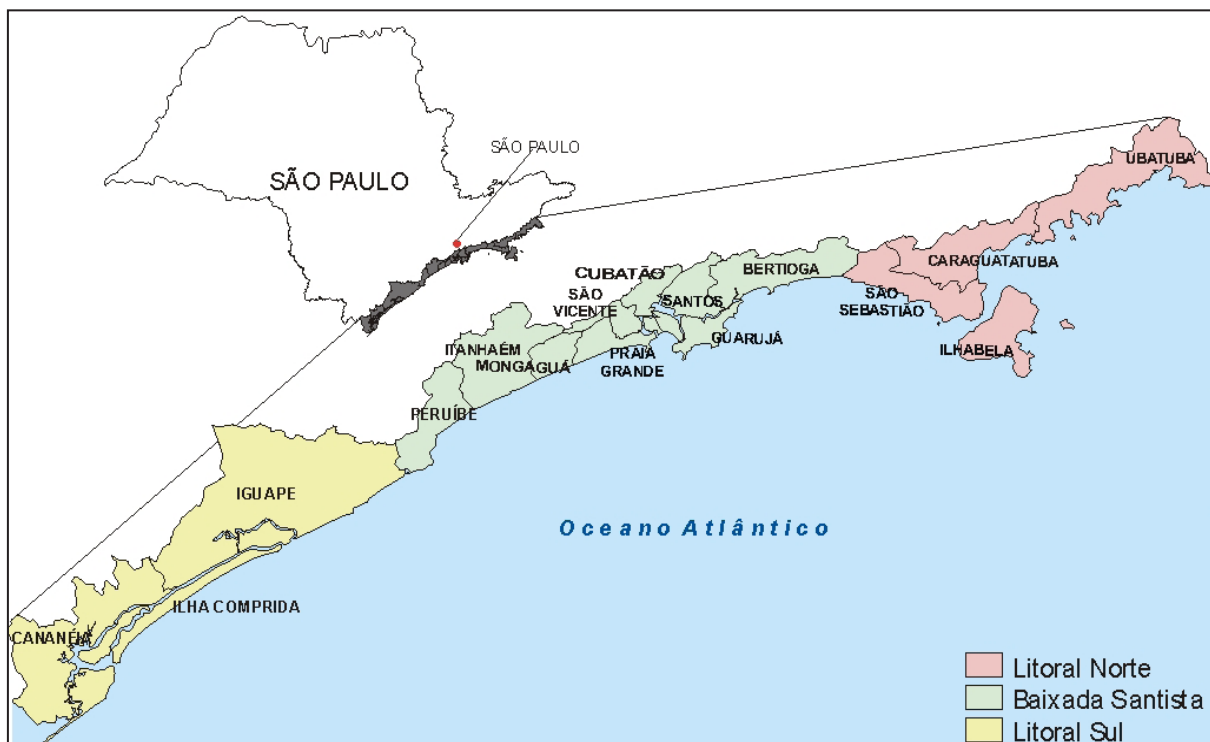 SÃO PAULO
SÃO PAULO
UBATUBA
CARAGUATATUBA
BERTIOGA
CUBATÃO
SÃO
VICENTE
SANTOS
SÃO
SEBASTIÃO
GUARUJÁ
ILHABELA
ITANHAÉM
MONGAGUÁ
PRAIA
GRANDE
PERUÍBE
IGUAPE
Oceano Atlântico
ILHA COMPRIDA
CANANÉIA
Litoral Norte
Baixada Santista
Litoral Sul